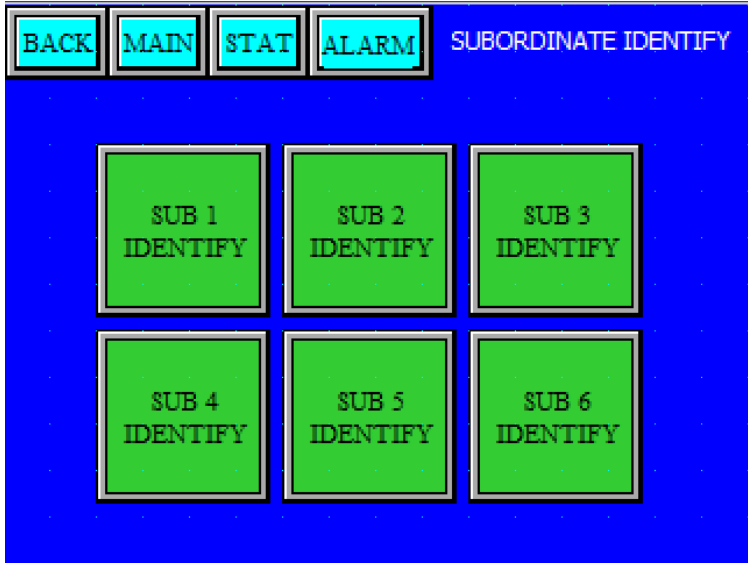 BACK MAIN STAT ALARM SUBORDINATE IDENTIFY
SUB 1
IDENTIFY
SUB 2
IDENTIFY
SUB 3
IDENTIFY
SUB 4
IDENTIFY
SUB 5
IDENTIFY
SUB 6
IDENTIFY